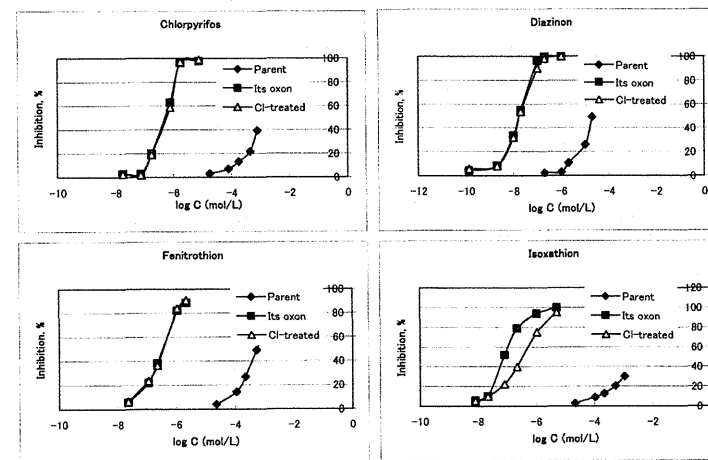 Chlorpyrifos
100
80
60
40
20
0
Inhibition, %
Parent
Its oxon
Cl-treated
-10 -8 -6 -4 -2 0
log C (mol/L)
Diazinon
100
80
60
40
20
0
Inhibition, %
Parent
Its oxon
Cl-treated
-12 -10 -8 -6 -4 -2 0
log C (mol/L)
Fenitrothion
100
80
60
40
20
0
Inhibition, %
Parent
Its oxon
Cl-treated
-10 -8 -6 -4 -2 0
log C (mol/L)
Isoxathion
120
100
80
60
40
20
0
Inhibition, %
Parent
Its oxon
Cl-treated
-10 -8 -6 -4 -2 0
log C (mol/L)